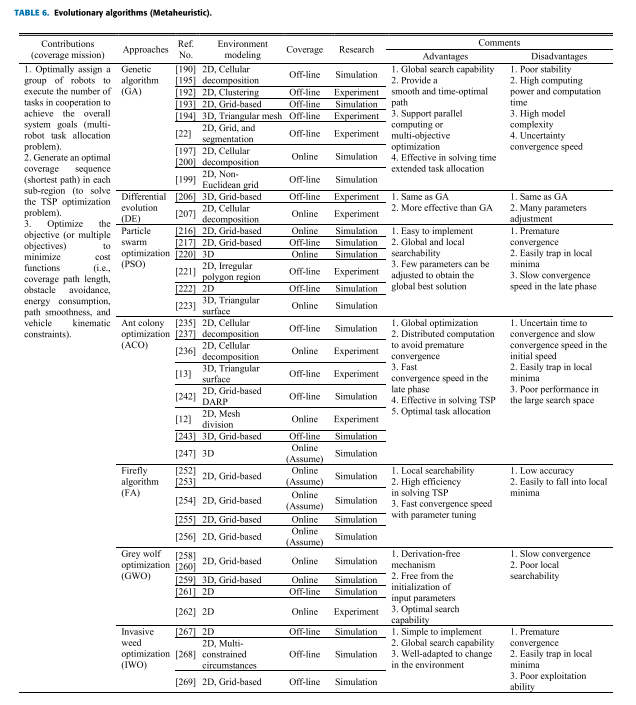 TABLE 6. Evolutionary algorithms (Metaheuristic).
Contributions (coverage mission) | Approaches | Ref. No. | Environment modeling | Coverage | Research | Comments
Advantages | Disadvantages
1. Optimally assign a
group of robots to
execute the number of
tasks in cooperation to
achieve the overall
system goals (multi-
robot task allocation
problem).
2. Generate an optimal
coverage sequence
(shortest path) in each
sub-region (to solve
the TSP optimization
problem).
3. Optimize the
objective (or multiple
objectives) to
minimize cost
functions (i.e.,
coverage path length,
obstacle avoidance,
energy consumption,
path smoothness, and
vehicle kinematic
constraints).
Genetic
algorithm
(GA)
[190] [195] 2D, Cellular decomposition Off-line Simulation
[192] 2D, Clustering Off-line Experiment
[193] 2D, Grid-based Off-line Simulation
[194] 3D, Triangular mesh Off-line Experiment
[22] 2D, Grid, and segmentation Off-line Experiment
[197] [200] 2D, Cellular decomposition Online Simulation
[199] 2D, Non-Euclidean grid Off-line Simulation
1. Global search capability
2. Provide a
smooth and time-optimal
path
3. Support parallel
computing or
multi-objective
optimization
4. Effective in solving time
extended task allocation
1. Poor stability
2. High computing
power and computation
time
3. High model
complexity
4. Uncertainty
convergence speed
Differential
evolution
(DE)
[206] 3D, Grid-based Off-line Experiment
[207] 2D, Cellular decomposition Online Experiment
1. Same as GA
2. More effective than GA
1. Same as GA
2. Many parameters
adjustment
Particle
swarm
optimization
(PSO)
[216] 2D, Grid-based Off-line Simulation
[217] 2D, Grid-based Off-line Simulation
[220] 3D Online Simulation
[221] 2D, Irregular polygon region Off-line Experiment
[222] 2D Off-line Simulation
[223] 3D, Triangular surface Online Simulation
1. Easy to implement
2. Global and local
searchability
3. Few parameters can be
adjusted to obtain the
global best solution
1. Premature
convergence
2. Easily trap in local
minima
3. Slow convergence
speed in the late phase
Ant colony
optimization
(ACO)
[235] [237] 2D, Cellular decomposition Off-line Simulation
[236] 2D, Cellular decomposition Online Experiment
[13] 3D, Triangular surface Off-line Experiment
[242] 2D, Grid-based DARP Off-line Simulation
[12] 2D, Mesh division Online Experiment
[243] 3D, Grid-based Off-line Simulation
[247] 3D Online (Assume) Simulation
1. Global optimization
2. Distributed computation
to avoid premature
convergence
3. Fast
convergence speed in the
late phase
4. Effective in solving TSP
5. Optimal task allocation
1. Uncertain time to
convergence and slow
convergence speed in the
initial speed
2. Easily trap in local
minima
3. Poor performance in
the large search space
Firefly
algorithm
(FA)
[252] [253] 2D, Grid-based Online (Assume) Simulation
[254] 2D, Grid-based Online (Assume) Simulation
[255] 2D, Grid-based Online Simulation
[256] 2D, Grid-based Online (Assume) Simulation
1. Local searchability
2. High efficiency
in solving TSP
3. Fast convergence speed
with parameter tuning
1. Low accuracy
2. Easily to fall into local
minima
Grey wolf
optimization
(GWO)
[258] [260] 2D, Grid-based Online Simulation
[259] 3D, Grid-based Online Simulation
[261] 2D Off-line Simulation
[262] 2D Online Experiment
1. Derivation-free
mechanism
2. Free from the
initialization of
input parameters
3. Optimal search
capability
1. Slow convergence
2. Poor local
searchability
Invasive
weed
optimization
(IWO)
[267] 2D Off-line Simulation
[268] 2D, Multi-constrained circumstances Off-line Simulation
[269] 2D, Grid-based Off-line Simulation
1. Simple to implement
2. Global search capability
3. Well-adapted to change
in the environment
1. Premature
convergence
2. Easily trap in local
minima
3. Poor exploitation
ability